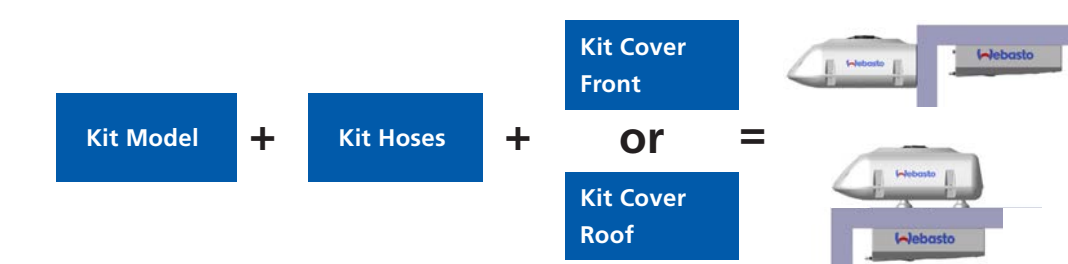 Kit Cover
Front
Webasto
Webasto
Kit Model
+
Kit Hoses
+
or
=
Kit Cover
Roof
Webasto
Webasto